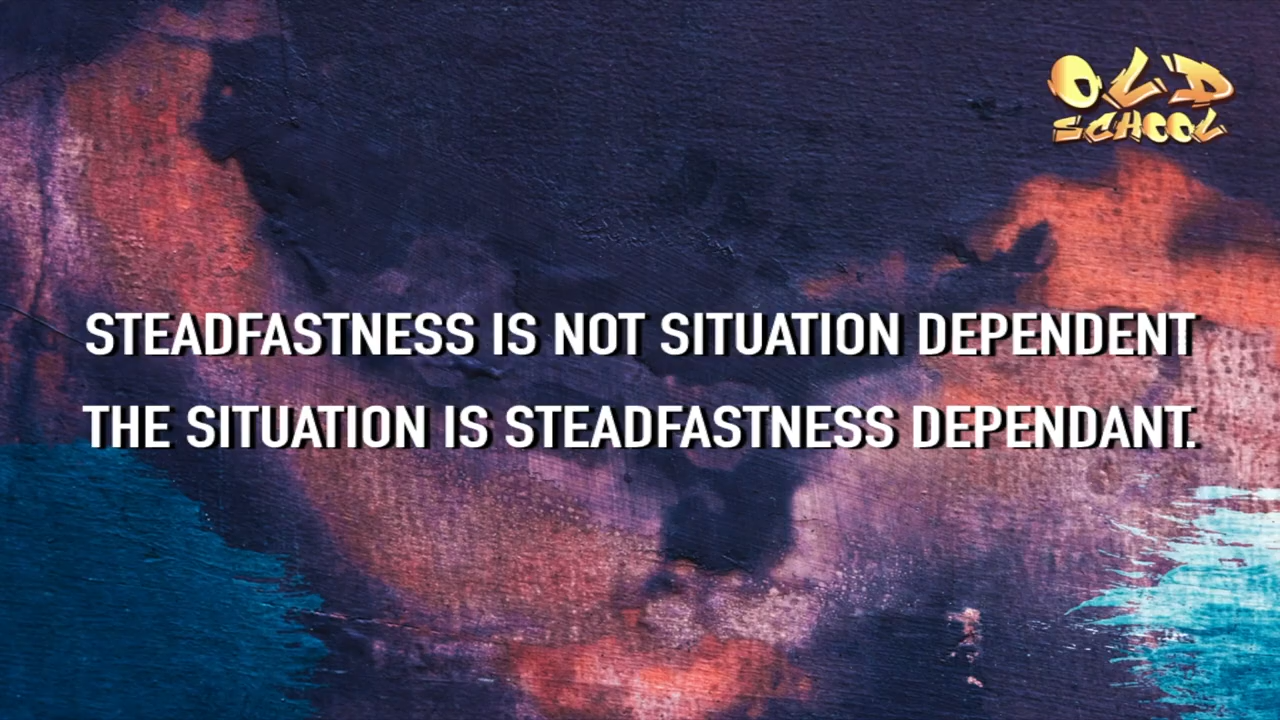 OLD
SCHOOL
STEADFASTNESS IS NOT SITUATION DEPENDENT
THE SITUATION IS STEADFASTNESS DEPENDANT.